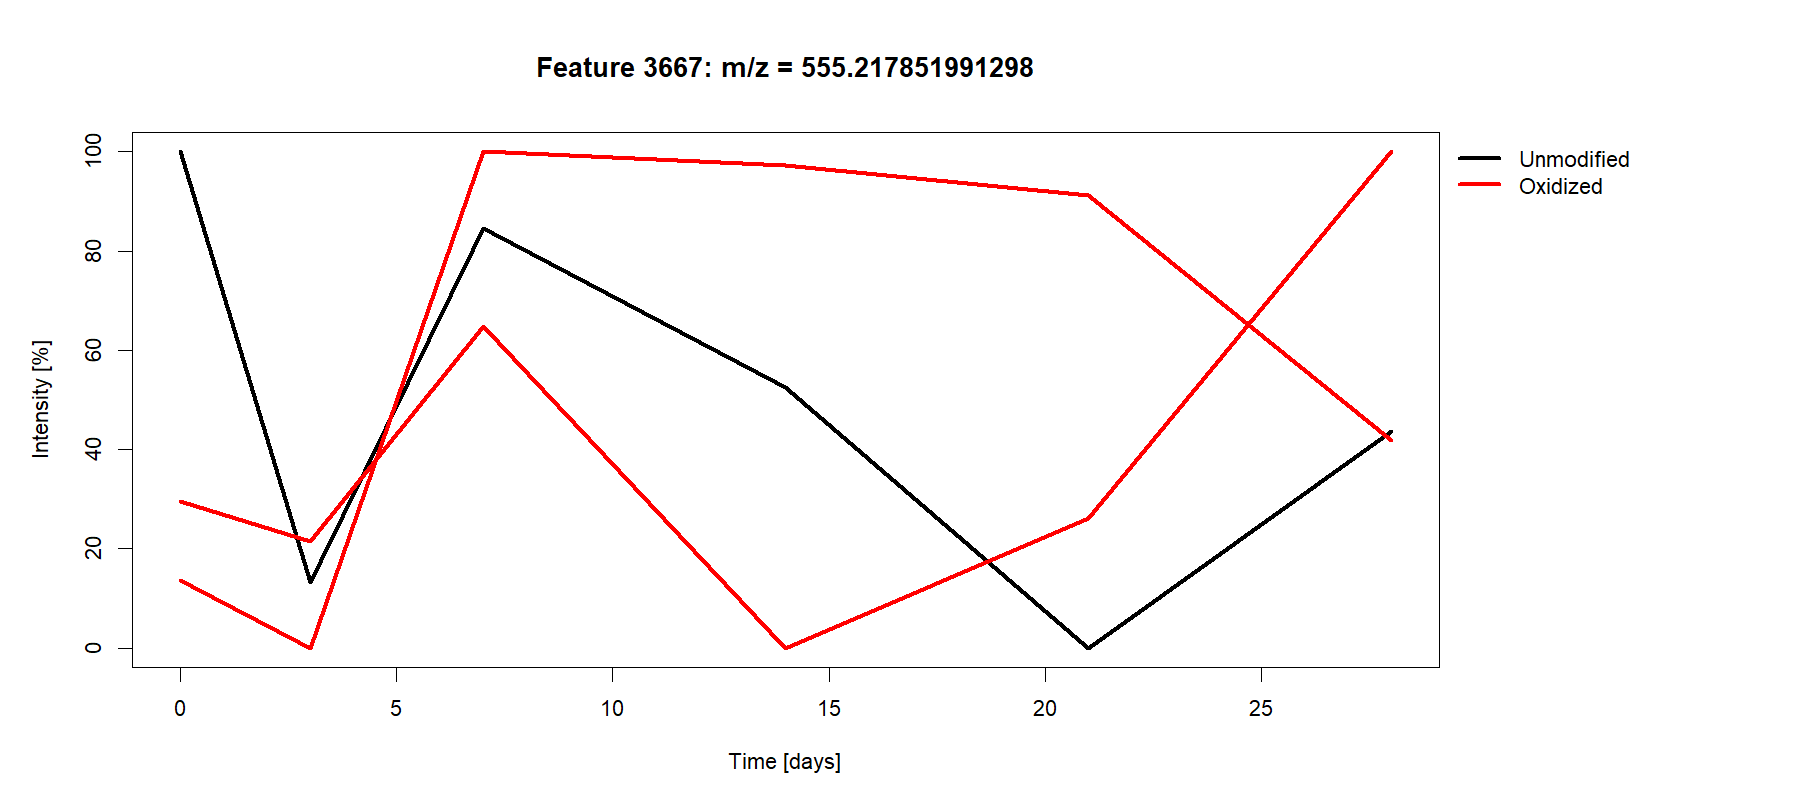 Feature 3667: m/z = 555.217851991298
Unmodified
Oxidized
Intensity [%]
100
80
60
40
20
0
0 5 10 15 20 25
Time [days]